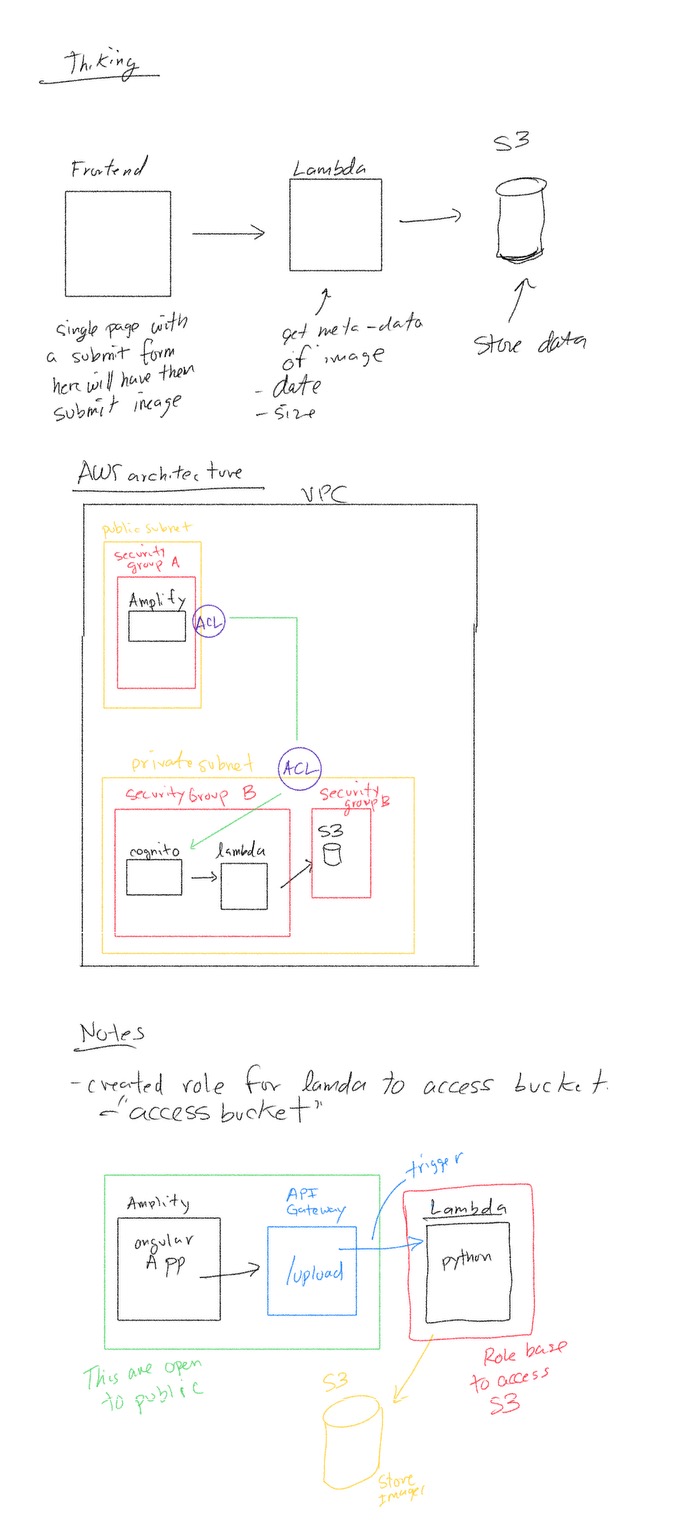 Thiking
Frontend
Lambda
S3
single page with
a submit form
here will have them
submit image
get meta-data
of image
- date
- size
Store data
AWS architecture
VPC
public subnet
security
group A
Amplify
ACL
private subnet
ACL
security Group B
security
group B
cognito
lambda
S3
Notes
- created role for lamda to access bucket.
- "access bucket"
trigger
Amplity
API
Gateway
Lambda
angular
APP
/upload
python
This are open
to public
Role base
to access
S3
S3
Store
Images